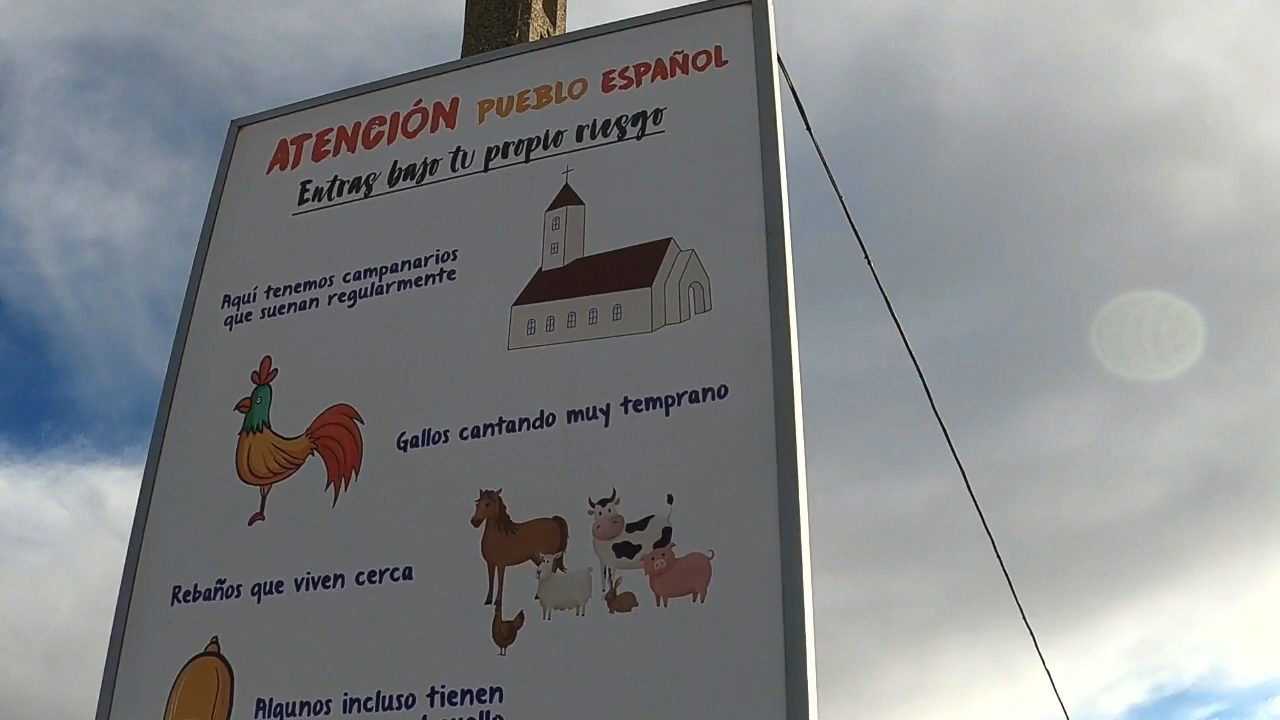 ATENCIÓN PUEBLO ESPAÑOL
Entras bajo tu propio riesgo
Aquí tenemos campanarios
que suenan regularmente
Gallos cantando muy temprano
Rebaños que viven cerca
Algunos incluso tienen